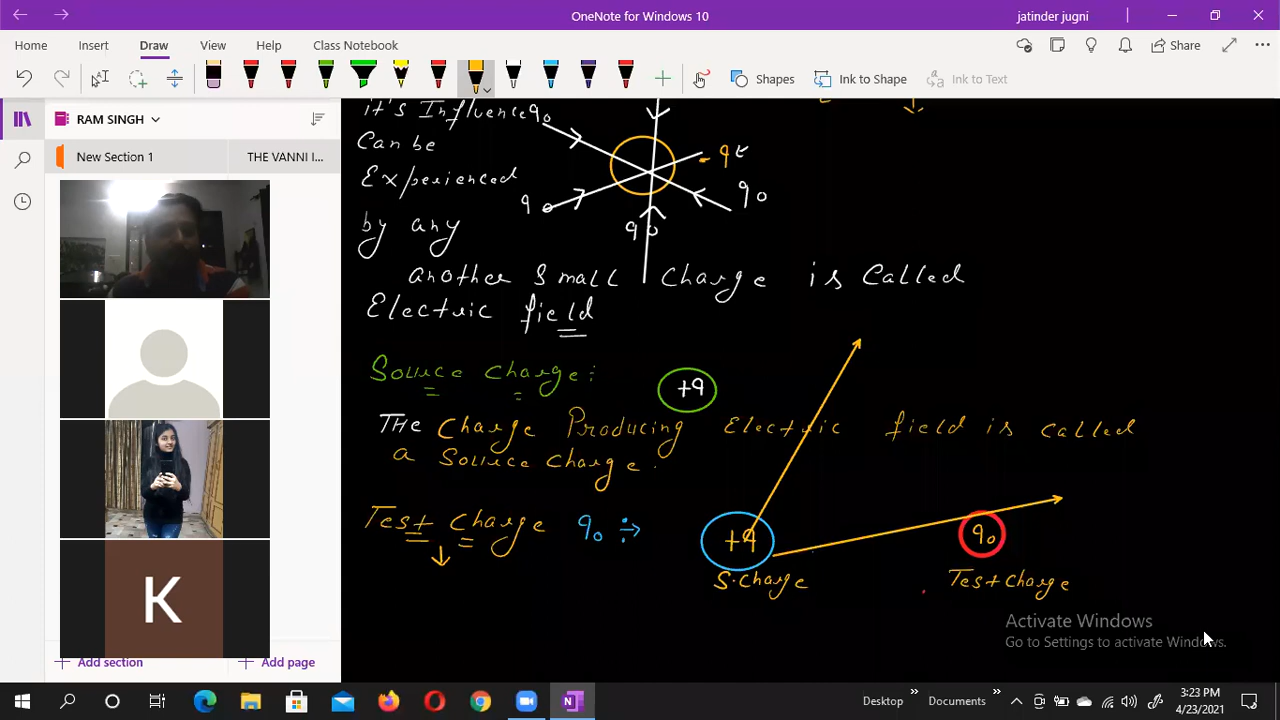 OneNote for Windows 10
jatinder jugni
Home Insert Draw View Help Class Notebook
Share
Shapes
Ink to Shape
Ink to Text
RAM SINGH
New Section 1
THE VANNI I...
K
Add section
Add page
it's Influence
Can be
Experienced
by any
another Small Charge is Called
Electric field
q0
q0
q0
q0
Source Charge:
+q
THe Charge Producing Electric field is called
a Source Charge.
Test Charge q0
+q
S.Charge
q0
Test Charge
Activate Windows
Go to Settings to activate Windows.
Desktop
Documents
3:23 PM
4/23/2021